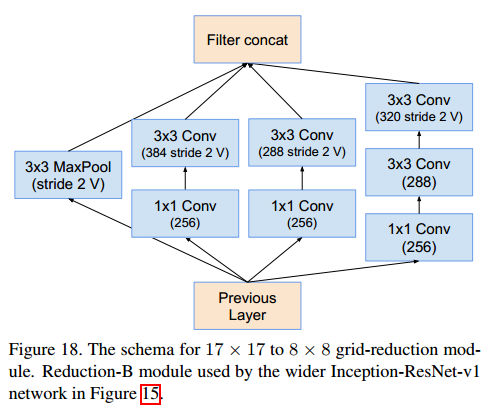 Filter concat
3x3 Conv
(320 stride 2 V)
3x3 Conv
(384 stride 2 V)
3x3 Conv
(288 stride 2 V)
3x3 MaxPool
(stride 2 V)
3x3 Conv
(288)
1x1 Conv
(256)
1x1 Conv
(256)
1x1 Conv
(256)
Previous
Layer
Figure 18. The schema for 17 × 17 to 8 × 8 grid-reduction mod-
ule. Reduction-B module used by the wider Inception-ResNet-v1
network in Figure 15.